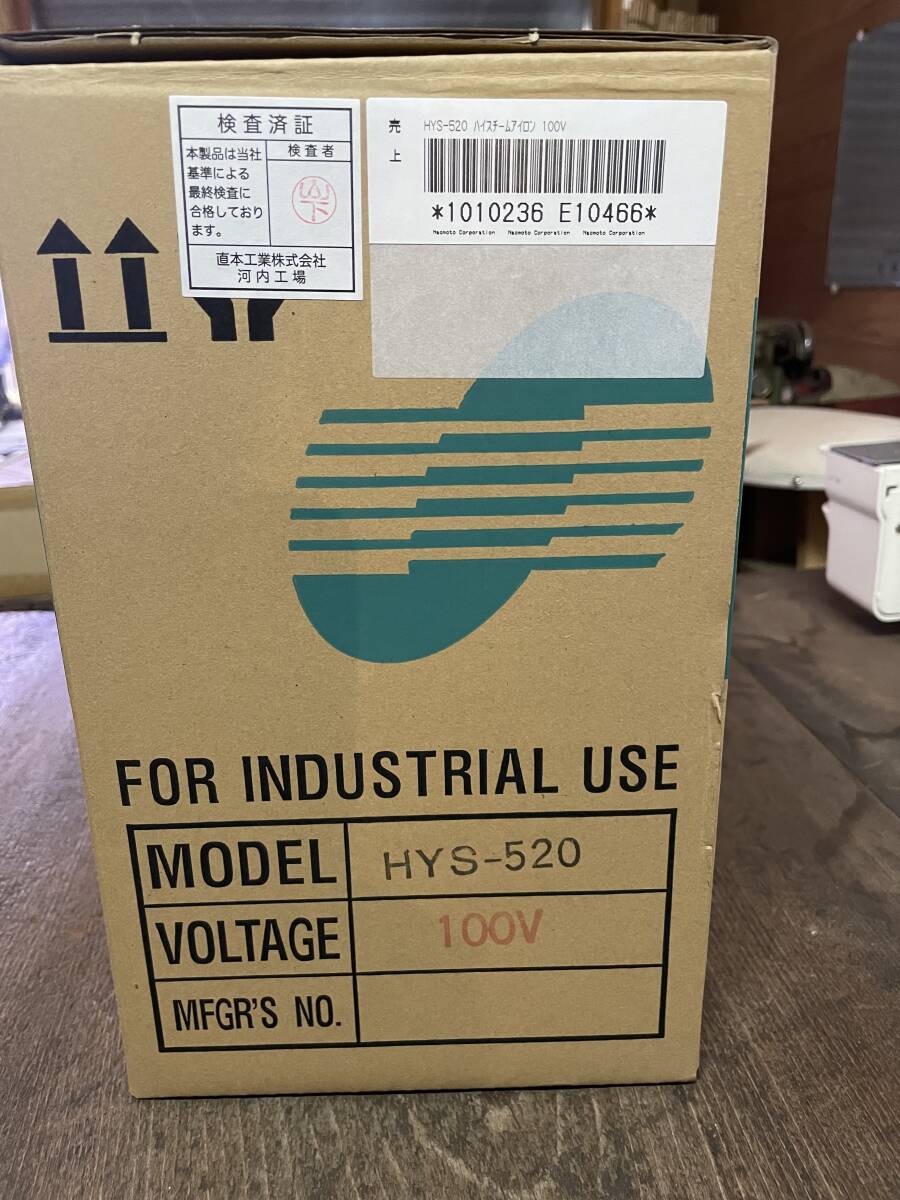 検査済証
本製品は当社
基準による
最終検査に
合格しており
ます。
検査者
山下
直本工業株式会社
河内工場
売上
HYS-520 ハイスチームアイロン 100V
*1010236 E10466*
Naomoto Corporation Naomoto Corporation Naomoto Corporation
FOR INDUSTRIAL USE
MODEL HYS-520
VOLTAGE 100V
MFGR'S NO.